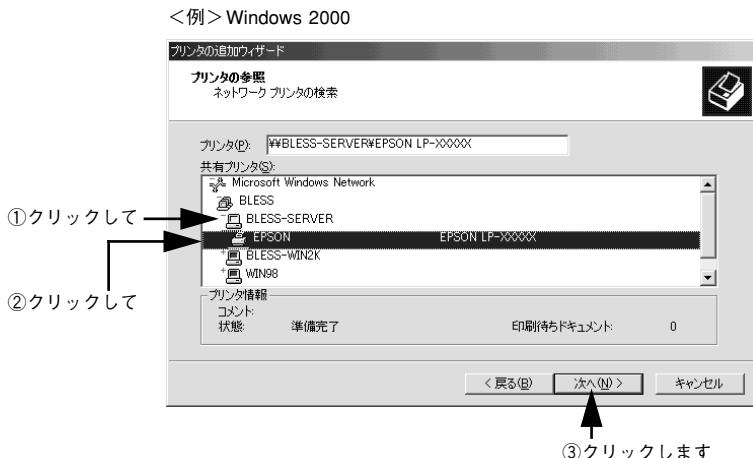 ＜例＞Windows 2000
プリンタの追加ウィザード
プリンタの参照
ネットワーク プリンタの検索
プリンタ(P): ¥¥BLESS-SERVER¥EPSON LP-XXXXX
共有プリンタ(S):
Microsoft Windows Network
BLESS
BLESS-SERVER
EPSON EPSON LP-XXXXX
BLESS-WIN2K
WIN98
①クリックして
②クリックして
プリンタ情報
コメント:
状態: 準備完了 印刷待ちドキュメント: 0
< 戻る(B) 次へ(N) > キャンセル
③クリックします